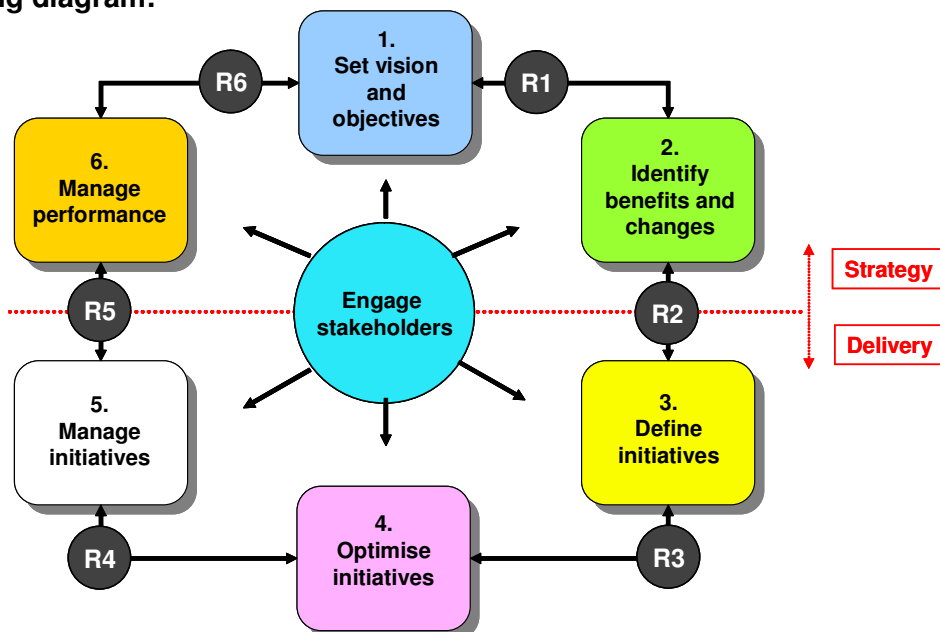 g diagram:
1.
Set vision
and
objectives
R6
R1
6.
Manage
performance
2.
Identify
benefits and
changes
Strategy
Engage
stakeholders
R5
R2
Delivery
5.
Manage
initiatives
3.
Define
initiatives
4.
Optimise
initiatives
R4
R3